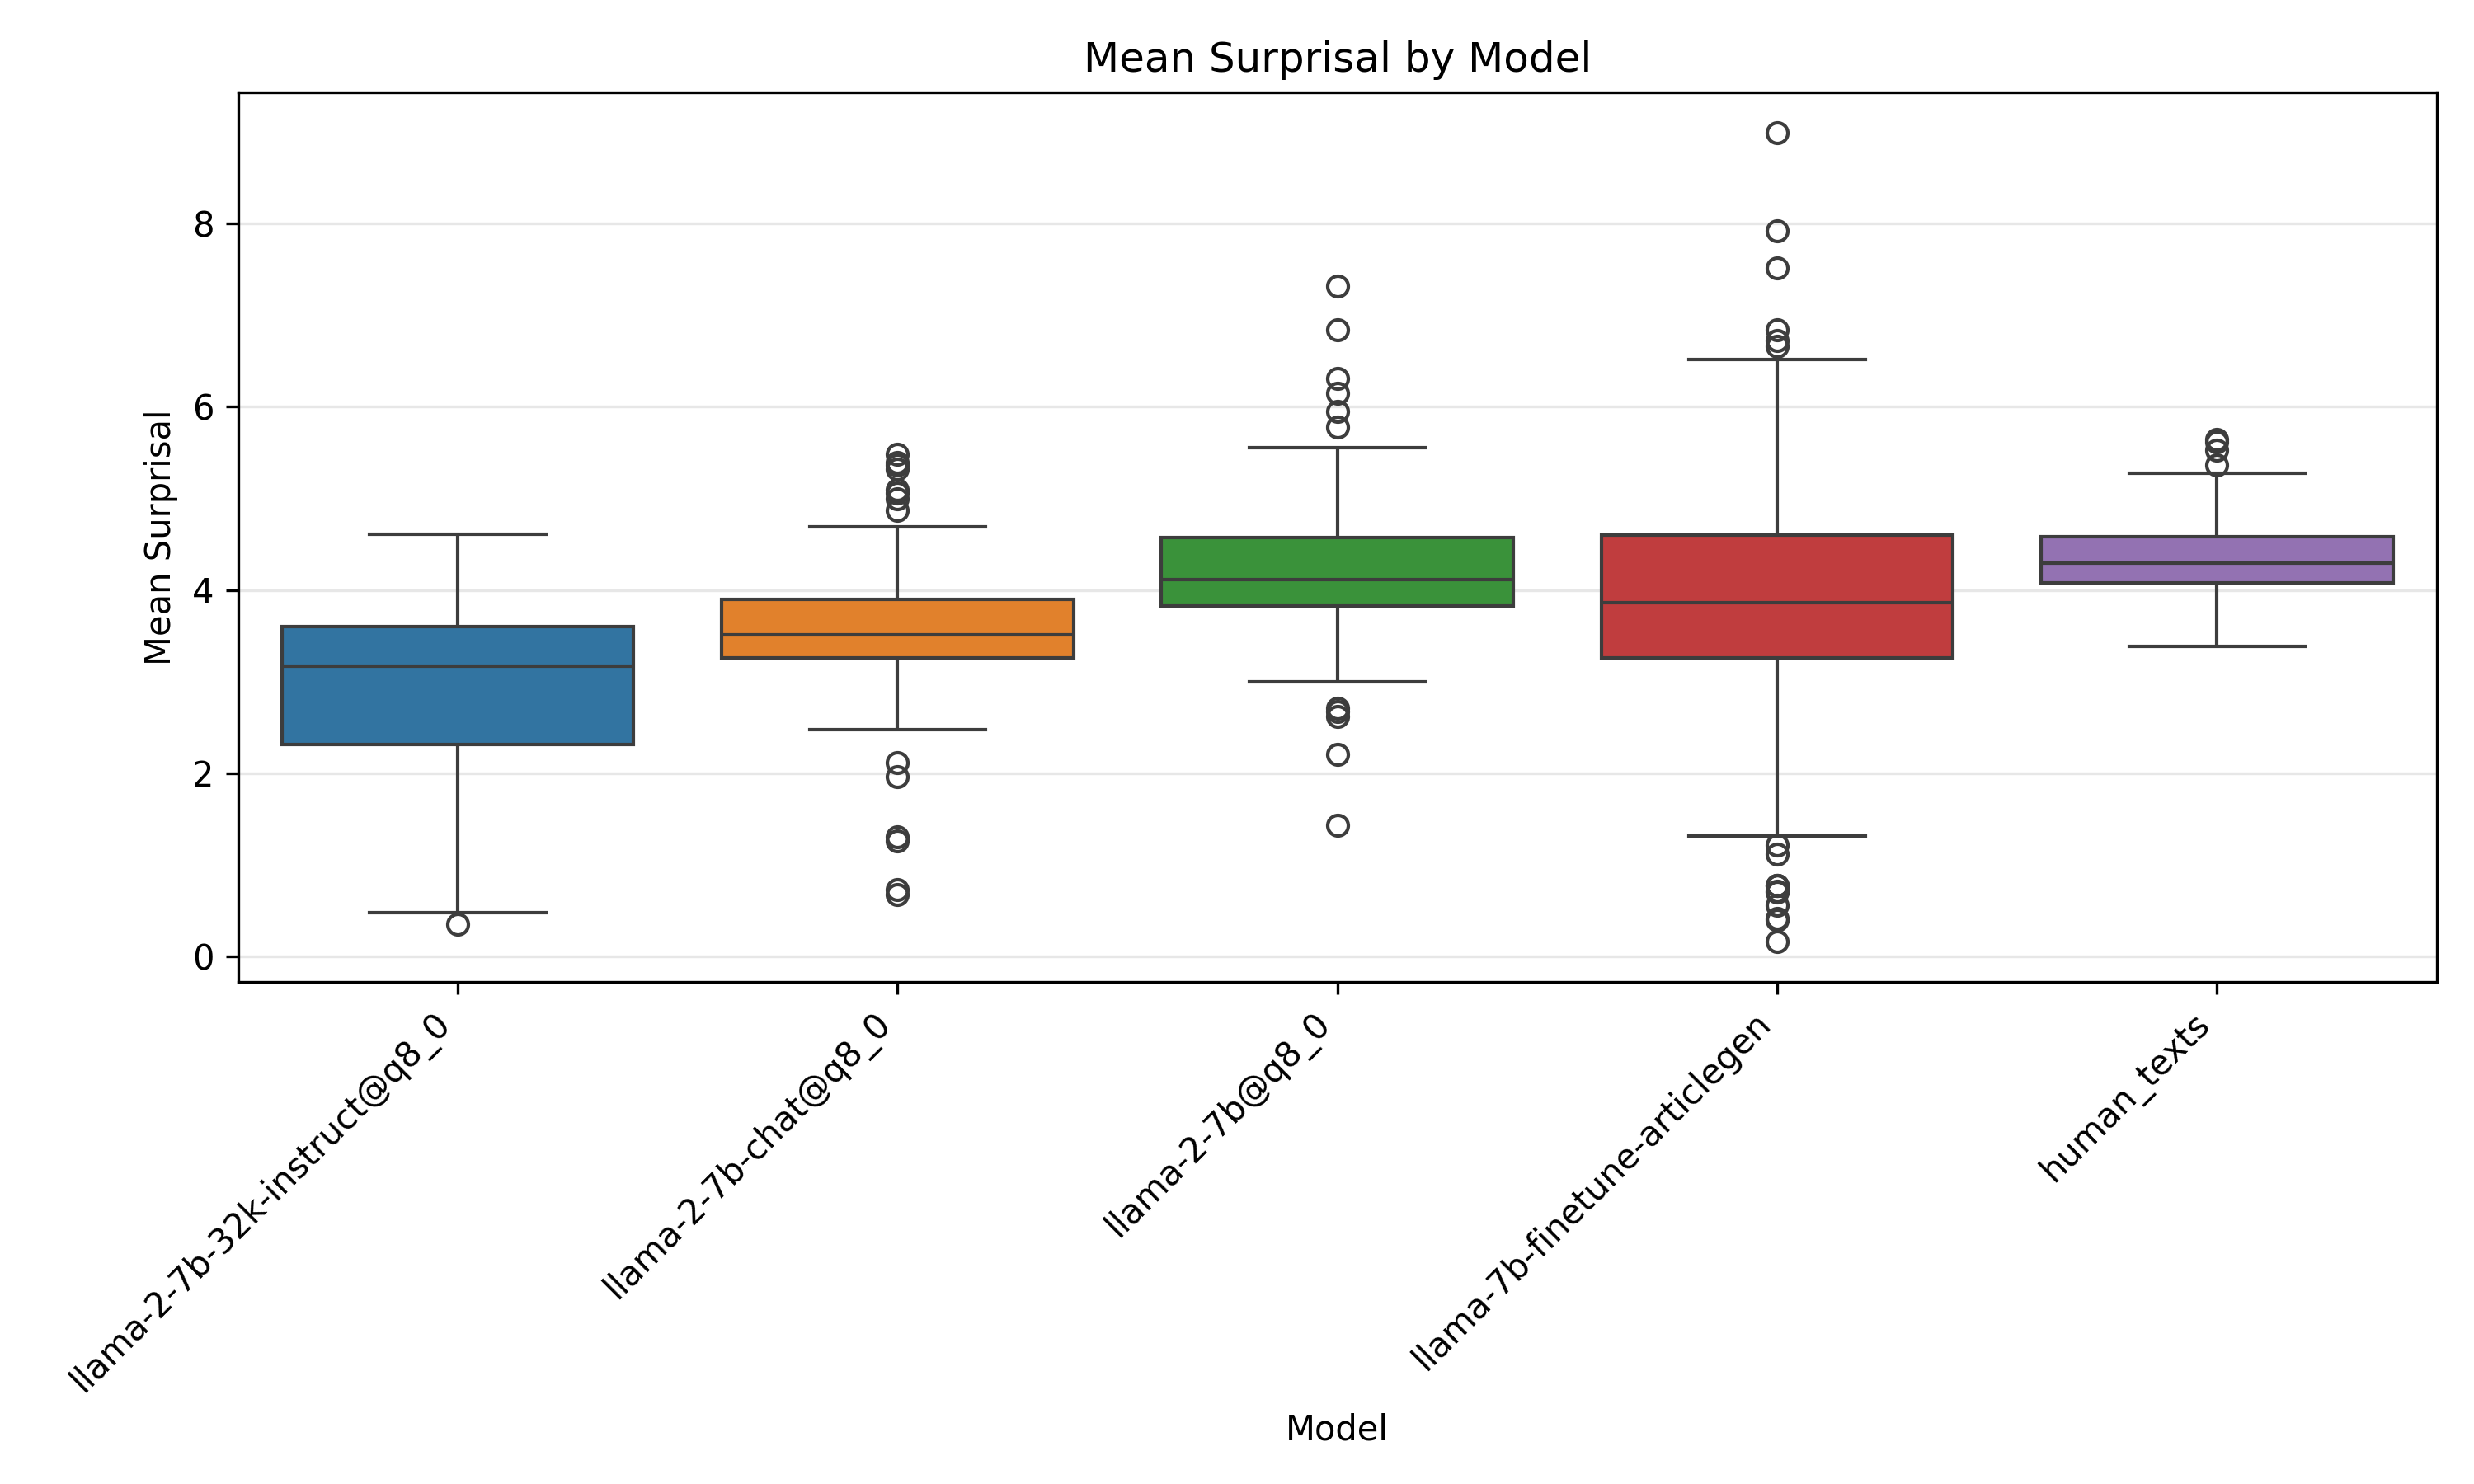 Mean Surprisal by Model
Mean Surprisal
8
6
4
2
0
llama-2-7b-32k-instruct@q8_0
llama-2-7b-chat@q8_0
llama-2-7b@q8_0
llama-7b-finetune-articlegen
human_texts
Model